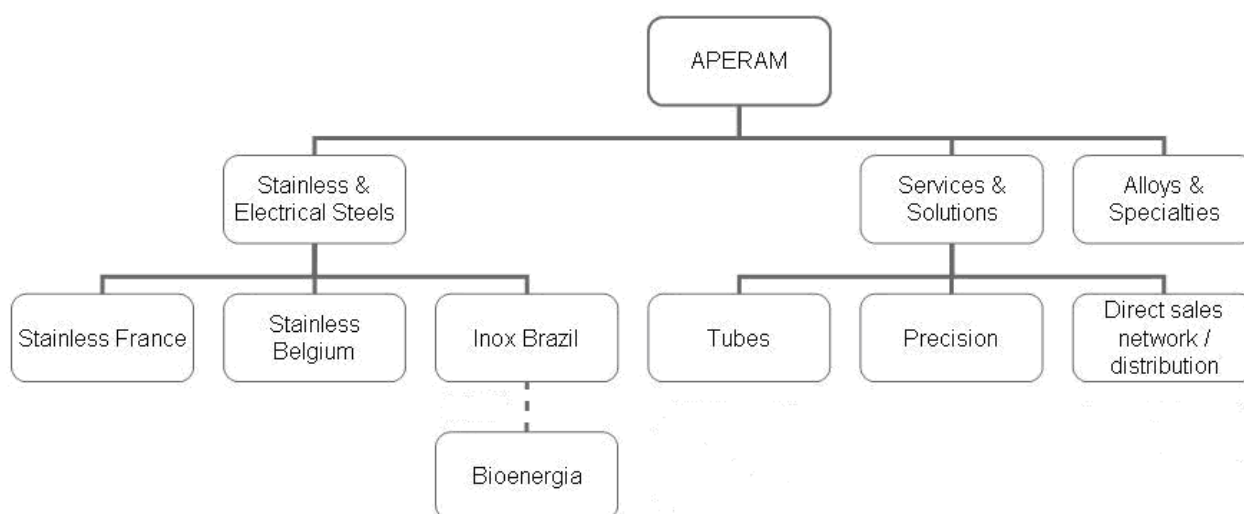 APERAM
Stainless &
Electrical Steels
Services &
Solutions
Alloys &
Specialties
Stainless France
Stainless
Belgium
Inox Brazil
Tubes
Precision
Direct sales
network /
distribution
Bioenergia